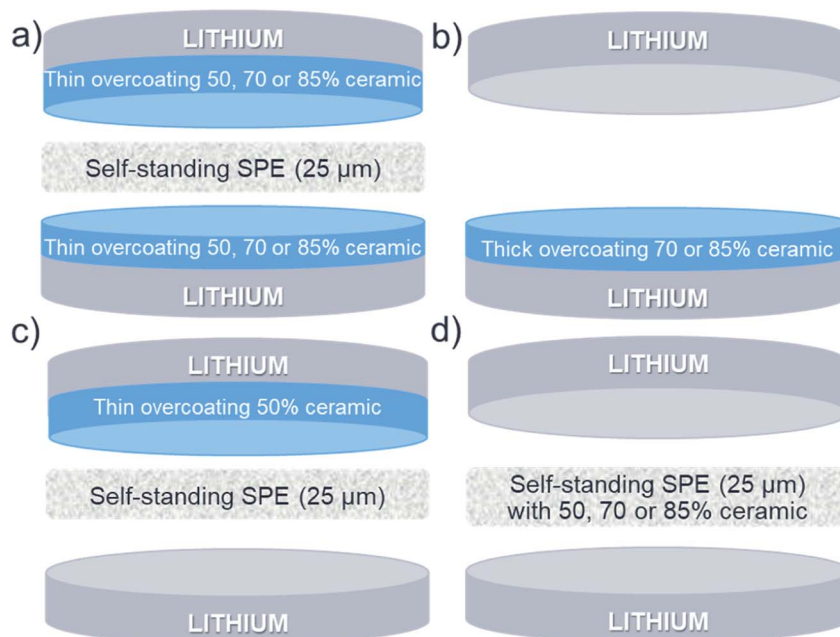 a)
LITHIUM
Thin overcoating 50, 70 or 85% ceramic
Self-standing SPE (25 µm)
Thin overcoating 50, 70 or 85% ceramic
LITHIUM
b)
LITHIUM
Thick overcoating 70 or 85% ceramic
LITHIUM
c)
LITHIUM
Thin overcoating 50% ceramic
Self-standing SPE (25 µm)
LITHIUM
d)
LITHIUM
Self-standing SPE (25 µm)
with 50, 70 or 85% ceramic
LITHIUM